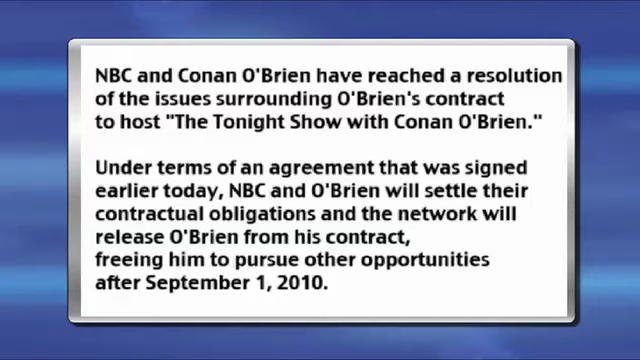 NBC and Conan O'Brien have reached a resolution
of the issues surrounding O'Brien's contract
to host "The Tonight Show with Conan O'Brien."
Under terms of an agreement that was signed
earlier today, NBC and O'Brien will settle their
contractual obligations and the network will
release O'Brien from his contract,
freeing him to pursue other opportunities
after September 1, 2010.